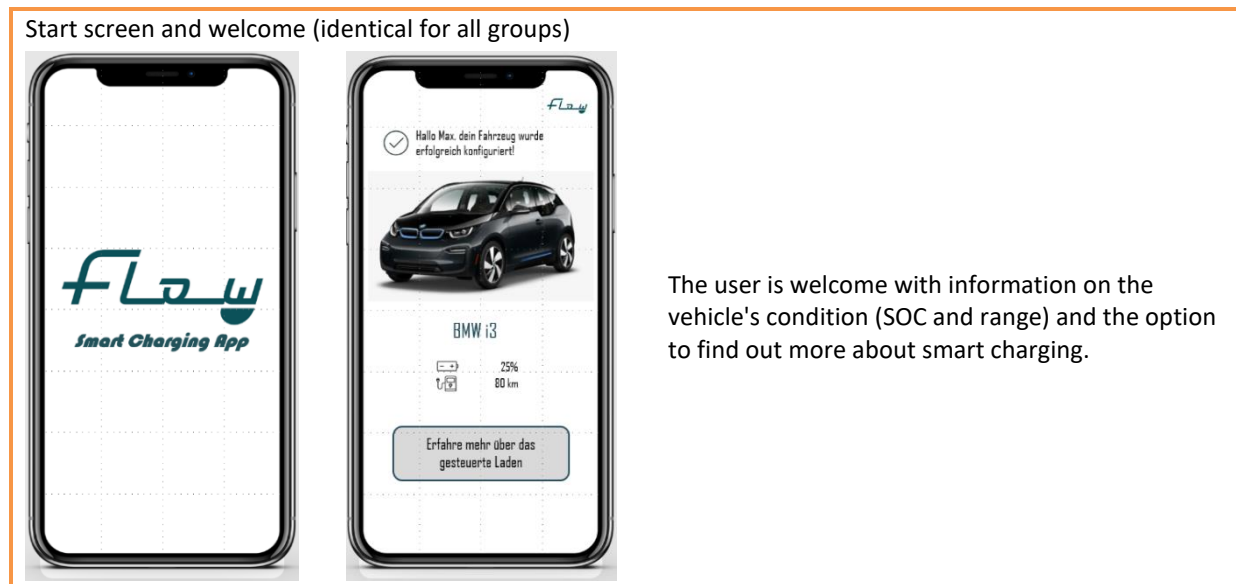 Start screen and welcome (identical for all groups)
Flow
Smart Charging App
Flow
Hallo Max, dein Fahrzeug wurde
erfolgreich konfiguriert!
BMW i3
25%
80 km
Erfahre mehr über das
gesteuerte Laden
The user is welcome with information on the
vehicle's condition (SOC and range) and the option
to find out more about smart charging.